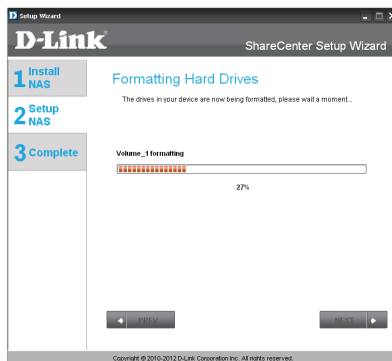 D Setup Wizard
D-Link
ShareCenter Setup Wizard
1 Install NAS
2 Setup NAS
3 Complete
Formatting Hard Drives
The drives in your device are now being formatted, please wait a moment...
Volume_1 formatting
27%
PREV
NEXT
Copyright © 2010-2012 D-Link Corporation Inc. All rights reserved.